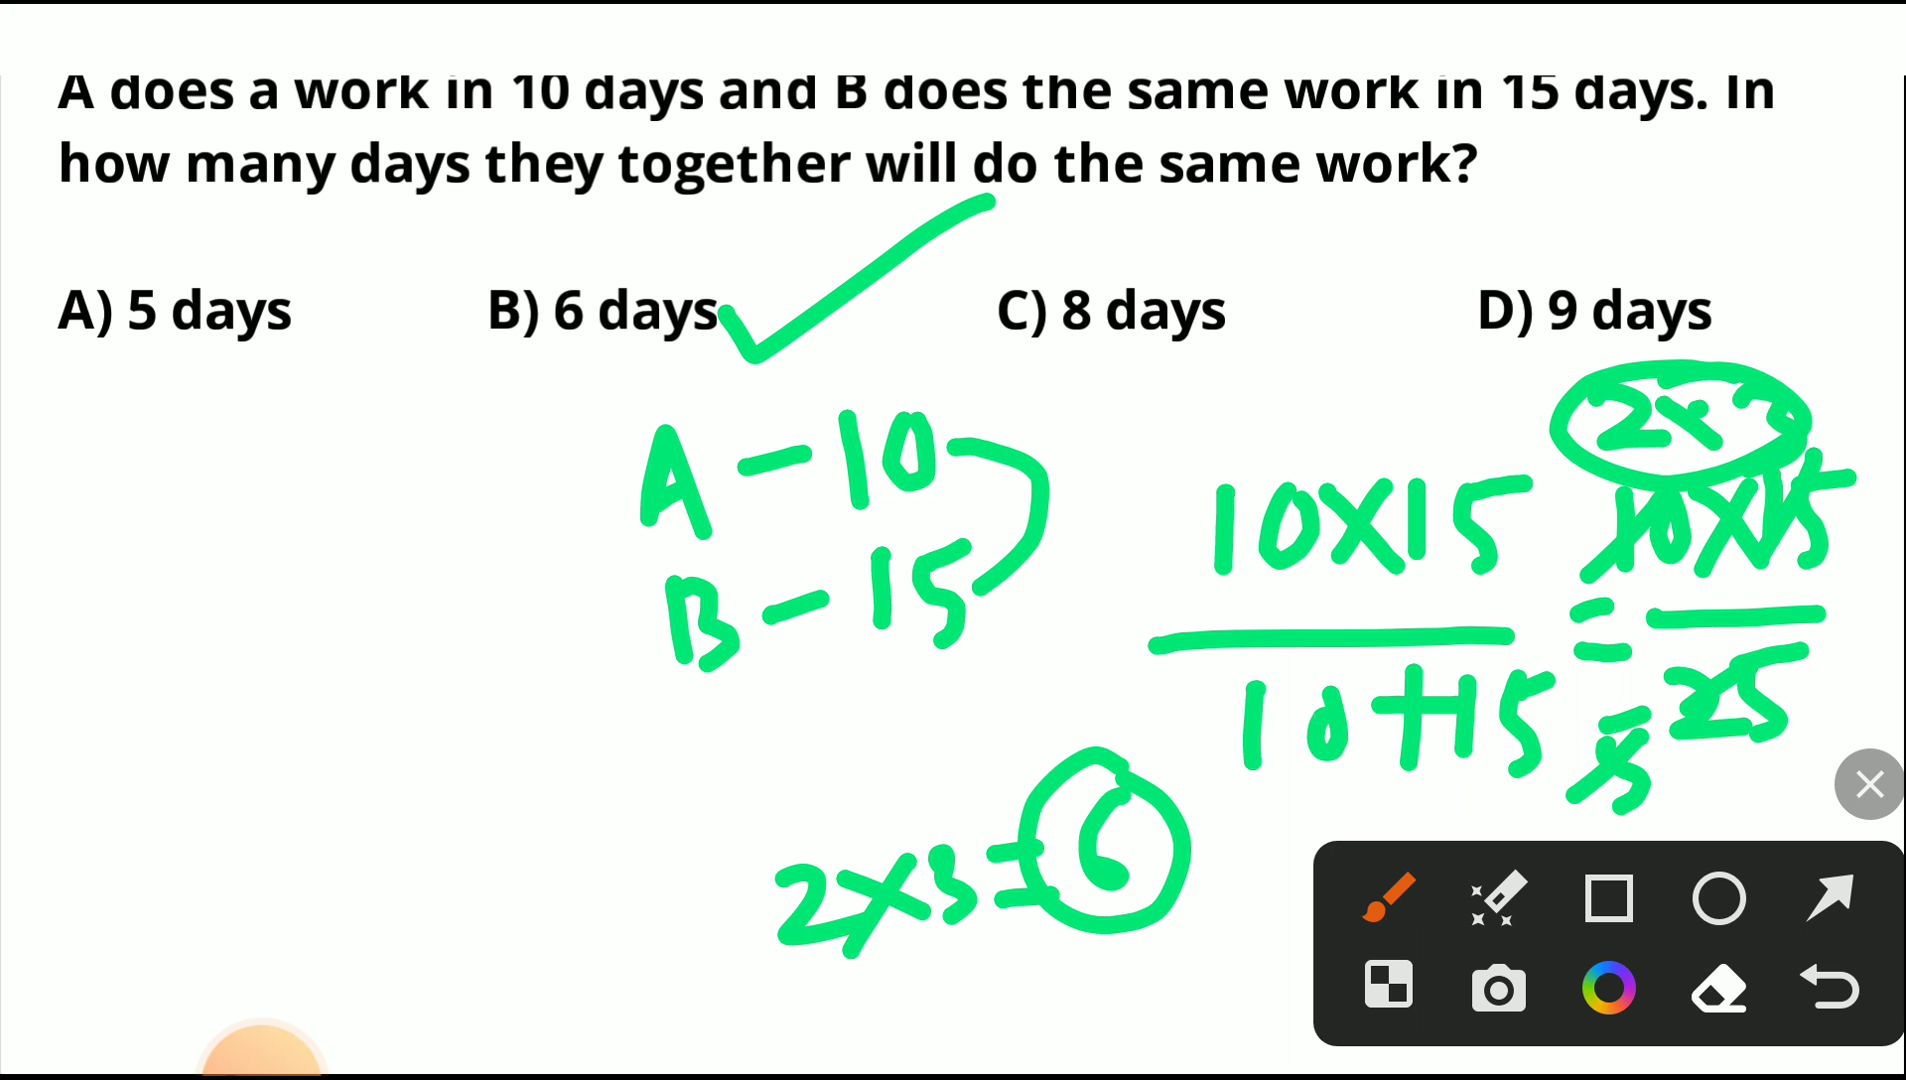 A does a work in 10 days and B does the same work in 15 days. In
how many days they together will do the same work?
A) 5 days B) 6 days C) 8 days D) 9 days
A - 10
B - 15
2x3
10x15 = 10x15
10+15 25
5
2x3 = 6